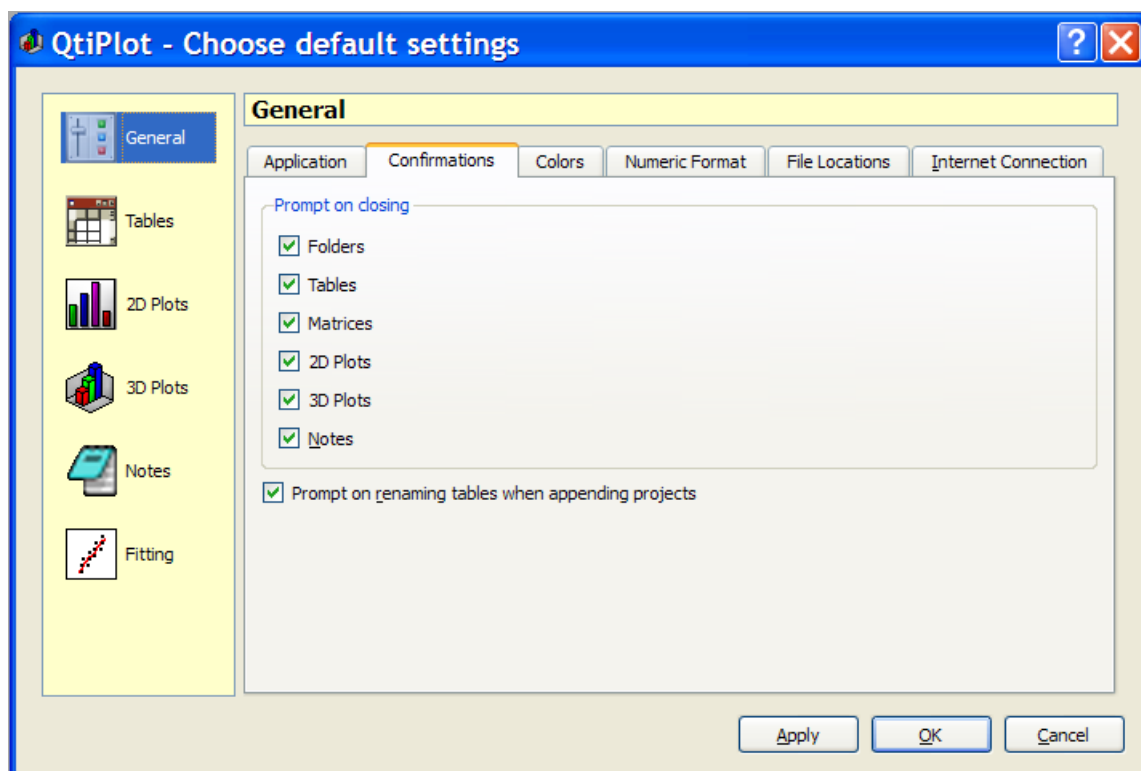 QtiPlot - Choose default settings
General
Tables
2D Plots
3D Plots
Notes
Fitting
General
Application Confirmations Colors Numeric Format File Locations Internet Connection
Prompt on closing
Folders
Tables
Matrices
2D Plots
3D Plots
Notes
Prompt on renaming tables when appending projects
Apply OK Cancel